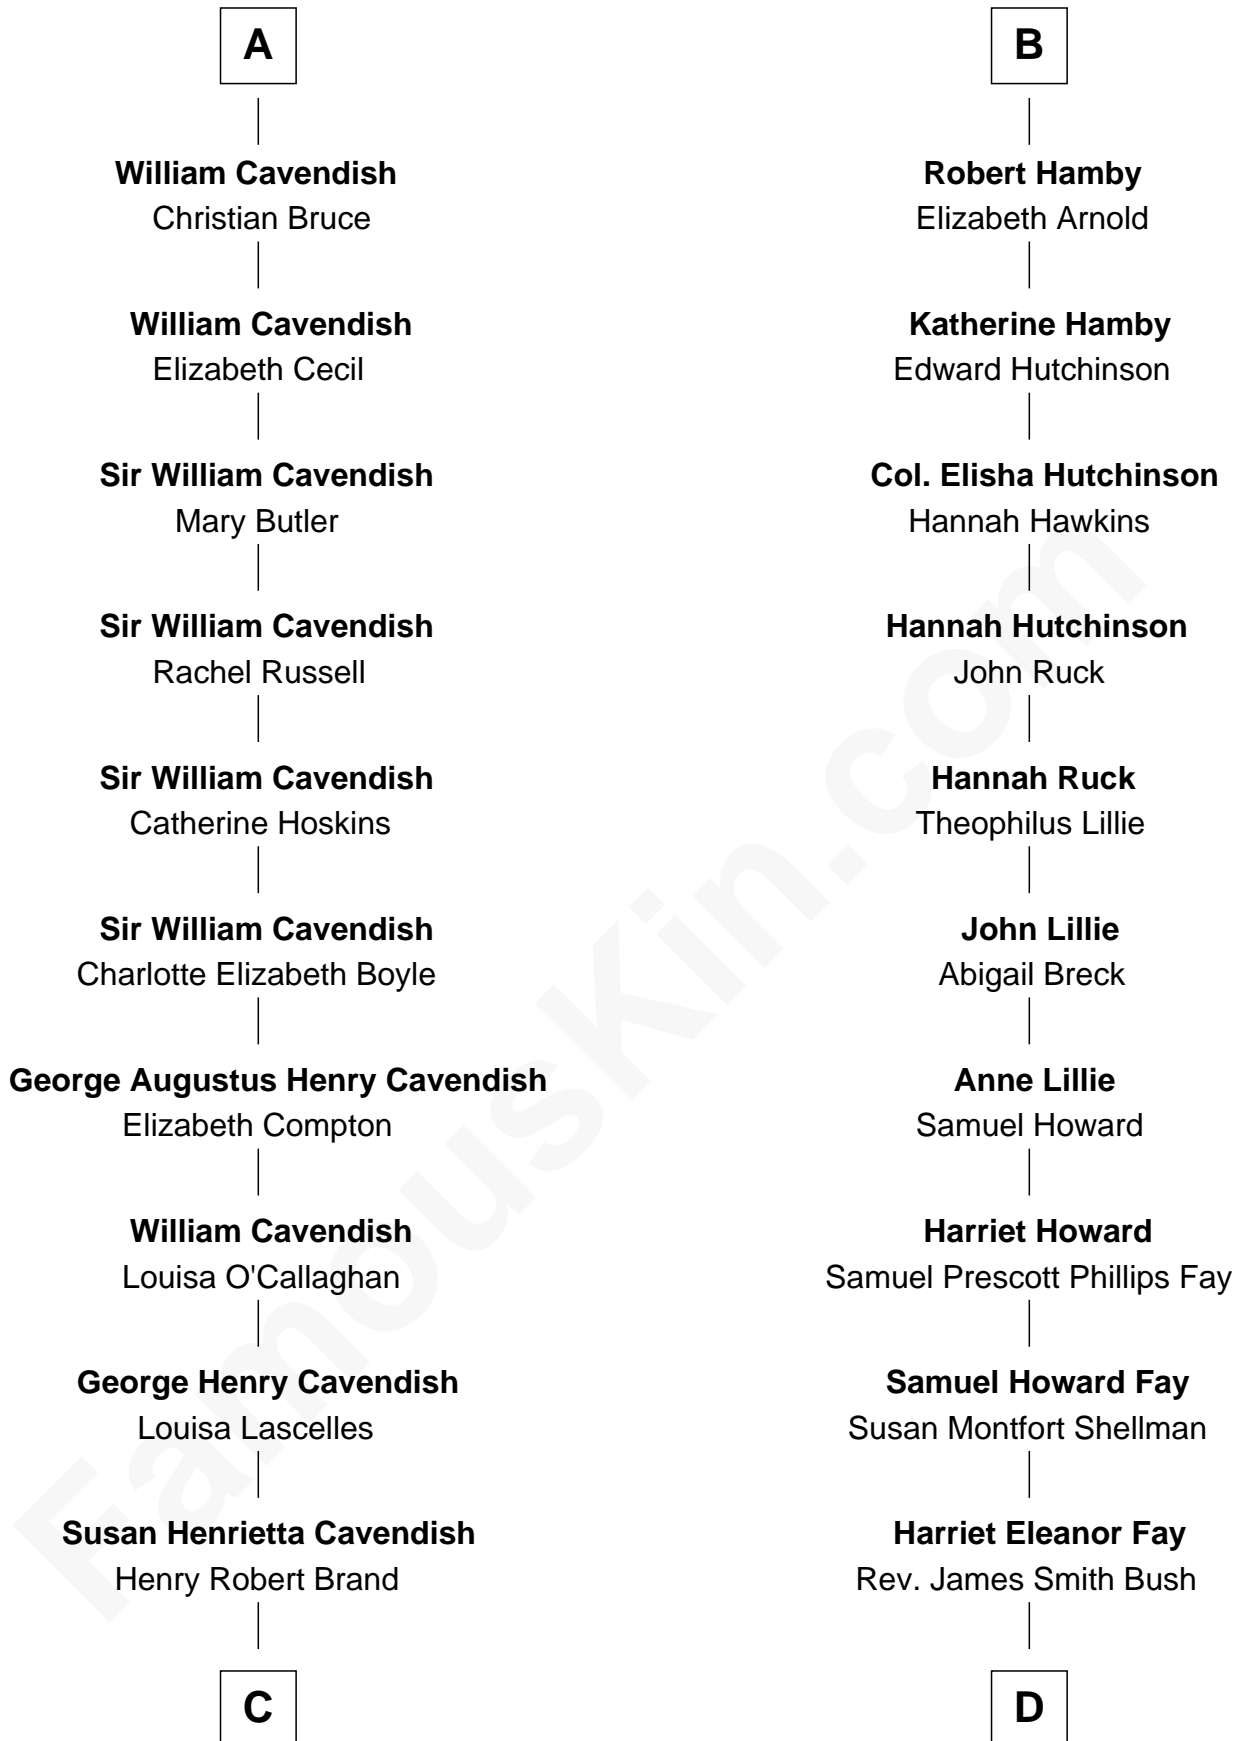 A
William Cavendish
Christian Bruce
William Cavendish
Elizabeth Cecil
Sir William Cavendish
Mary Butler
Sir William Cavendish
Rachel Russell
Sir William Cavendish
Catherine Hoskins
Sir William Cavendish
Charlotte Elizabeth Boyle
George Augustus Henry Cavendish
Elizabeth Compton
William Cavendish
Louisa O'Callaghan
George Henry Cavendish
Louisa Lascelles
Susan Henrietta Cavendish
Henry Robert Brand
C
B
Robert Hamby
Elizabeth Arnold
Katherine Hamby
Edward Hutchinson
Col. Elisha Hutchinson
Hannah Hawkins
Hannah Hutchinson
John Ruck
Hannah Ruck
Theophilus Lillie
John Lillie
Abigail Breck
Anne Lillie
Samuel Howard
Harriet Howard
Samuel Prescott Phillips Fay
Samuel Howard Fay
Susan Montfort Shellman
Harriet Eleanor Fay
Rev. James Smith Bush
D
FamousKin.com